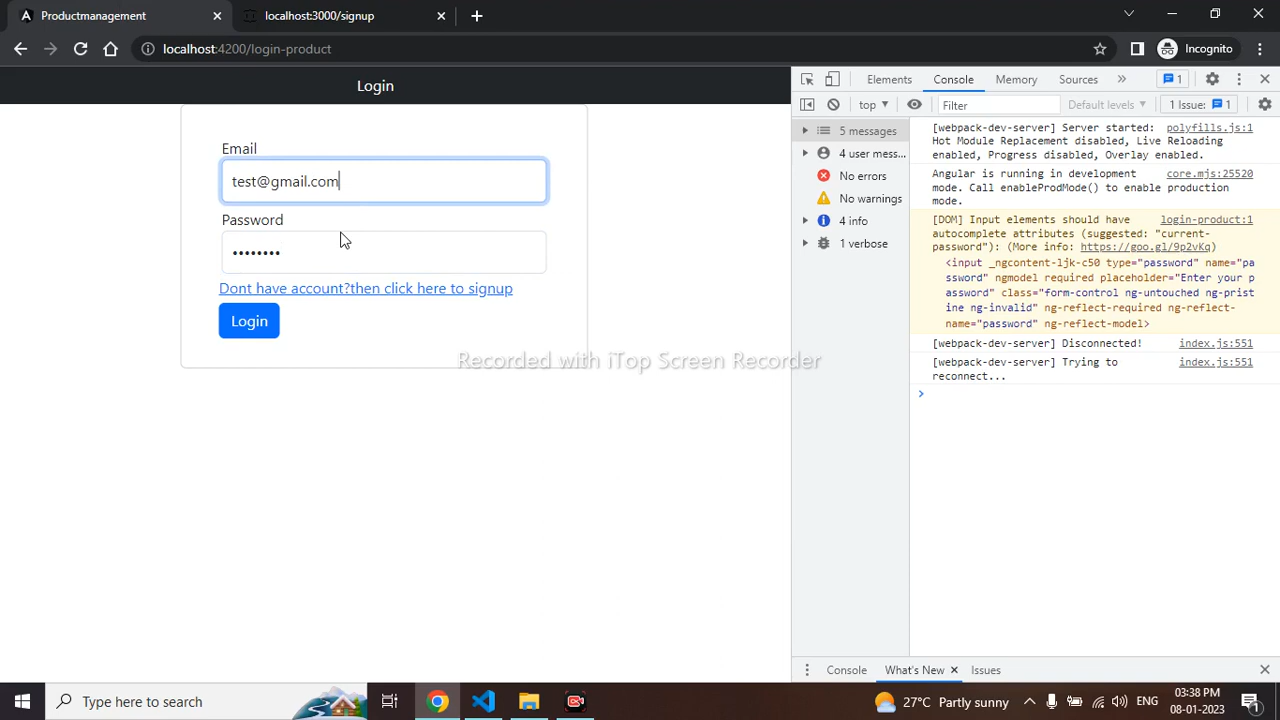 Productmanagement
localhost:3000/signup
localhost:4200/login-product
Incognito
Login
Email
test@gmail.com
Password
Dont have account?then click here to signup
Login
Recorded with iTop Screen Recorder
Elements
Console
Memory
Sources
1
top
Filter
Default levels
1 Issue:
1
5 messages
4 user mess...
No errors
No warnings
4 info
1 verbose
[webpack-dev-server] Server started: polyfills.js:1
Hot Module Replacement disabled, Live Reloading
enabled, Progress disabled, Overlay enabled.
Angular is running in development core.mjs:25520
mode. Call enableProdMode() to enable production
mode.
[DOM] Input elements should have login-product:1
autocomplete attributes (suggested: "current-
password"): (More info: https://goo.gl/9p2vKq)
<input _ngcontent-ljk-c50 type="password" name="pa
ssword" ngmodel required placeholder="Enter your p
assword" class="form-control ng-untouched ng-prist
ine ng-invalid" ng-reflect-required ng-reflect-
name="password" ng-reflect-model>
[webpack-dev-server] Disconnected! index.js:551
[webpack-dev-server] Trying to index.js:551
reconnect...
Console
What's New
Issues
Type here to search
27°C Partly sunny
ENG
03:38 PM
08-01-2023
1